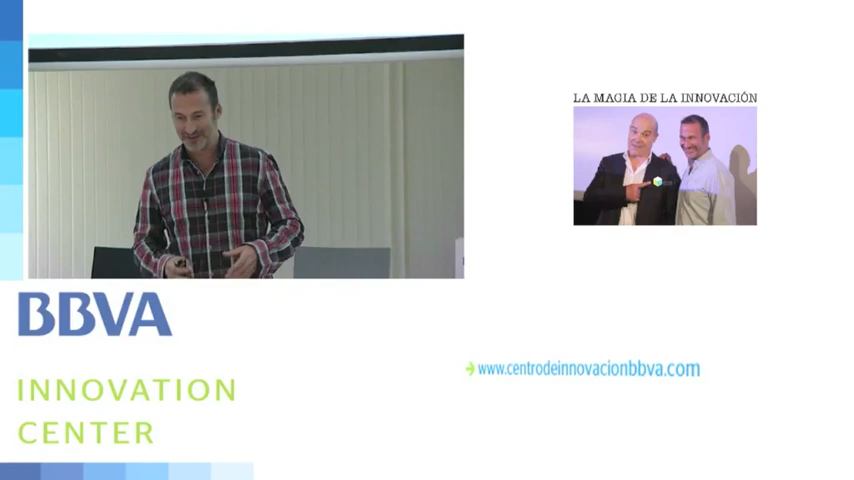 LA MAGIA DE LA INNOVACIÓN
BBVA
www.centrodeinnovacionbbva.com
INNOVATION
CENTER